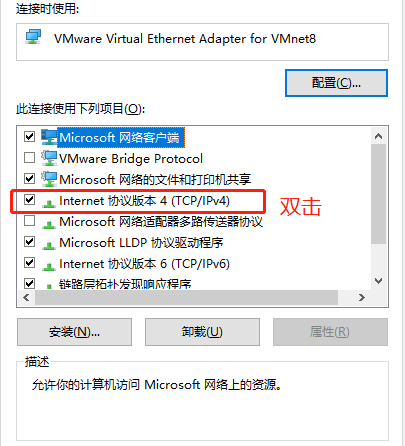 连接时使用:
VMware Virtual Ethernet Adapter for VMnet8
配置(C)...
此连接使用下列项目(O):
Microsoft 网络客户端
VMware Bridge Protocol
Microsoft 网络的文件和打印机共享
Internet 协议版本 4 (TCP/IPv4)
双击
Microsoft 网络适配器多路传送器协议
Microsoft LLDP 协议驱动程序
Internet 协议版本 6 (TCP/IPv6)
链路层拓扑发现响应程序
安装(N)... 卸载(U) 属性(R)
描述
允许你的计算机访问 Microsoft 网络上的资源。